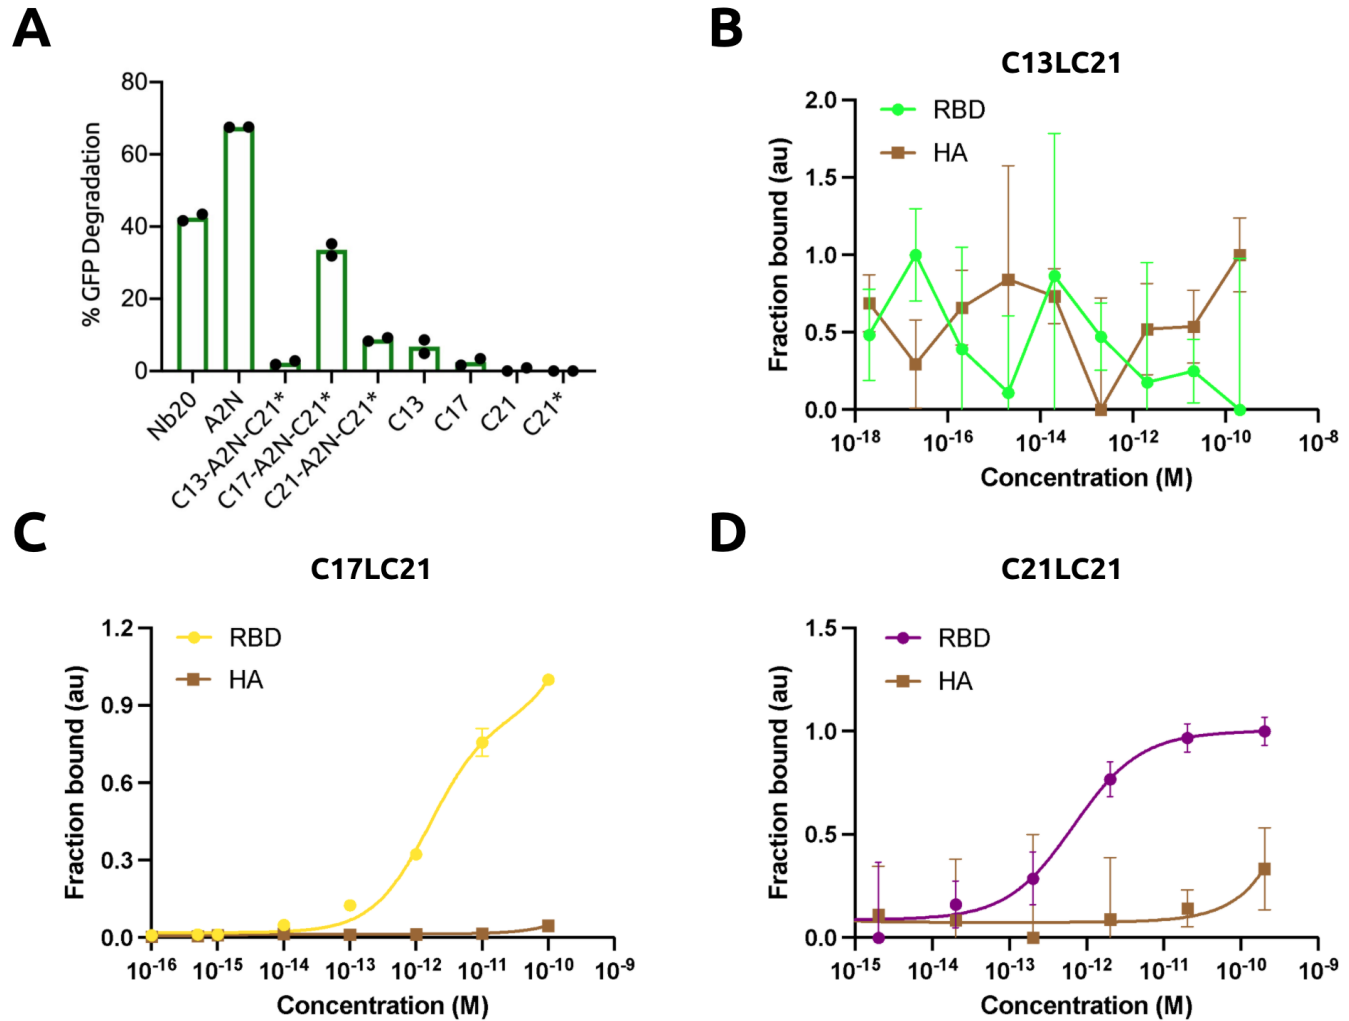 A
80
60
40
20
0
% GFP Degradation
Nb20
A2N
C13-A2N-C21*
C17-A2N-C21*
C21-A2N-C21*
C13
C17
C21
C21*
B
C13LC21
RBD
HA
2.0
1.5
1.0
0.5
0.0
Fraction bound (au)
10-18 10-16 10-14 10-12 10-10 10-8
Concentration (M)
C
C17LC21
RBD
HA
1.2
0.9
0.6
0.3
0.0
Fraction bound (au)
10-16 10-15 10-14 10-13 10-12 10-11 10-10 10-9
Concentration (M)
D
C21LC21
RBD
HA
1.5
1.0
0.5
0.0
Fraction bound (au)
10-15 10-14 10-13 10-12 10-11 10-10 10-9
Concentration (M)